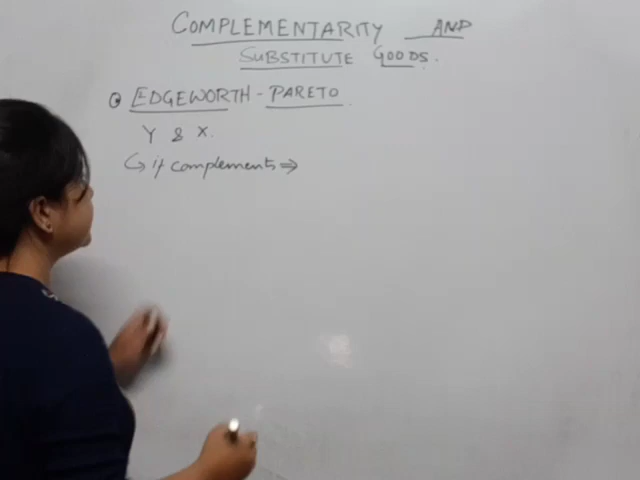 COMPLEMENTARITY AND
SUBSTITUTE GOODS.
EDGEWORTH - PARETO.
Y & X.
↳ if complements ⇒